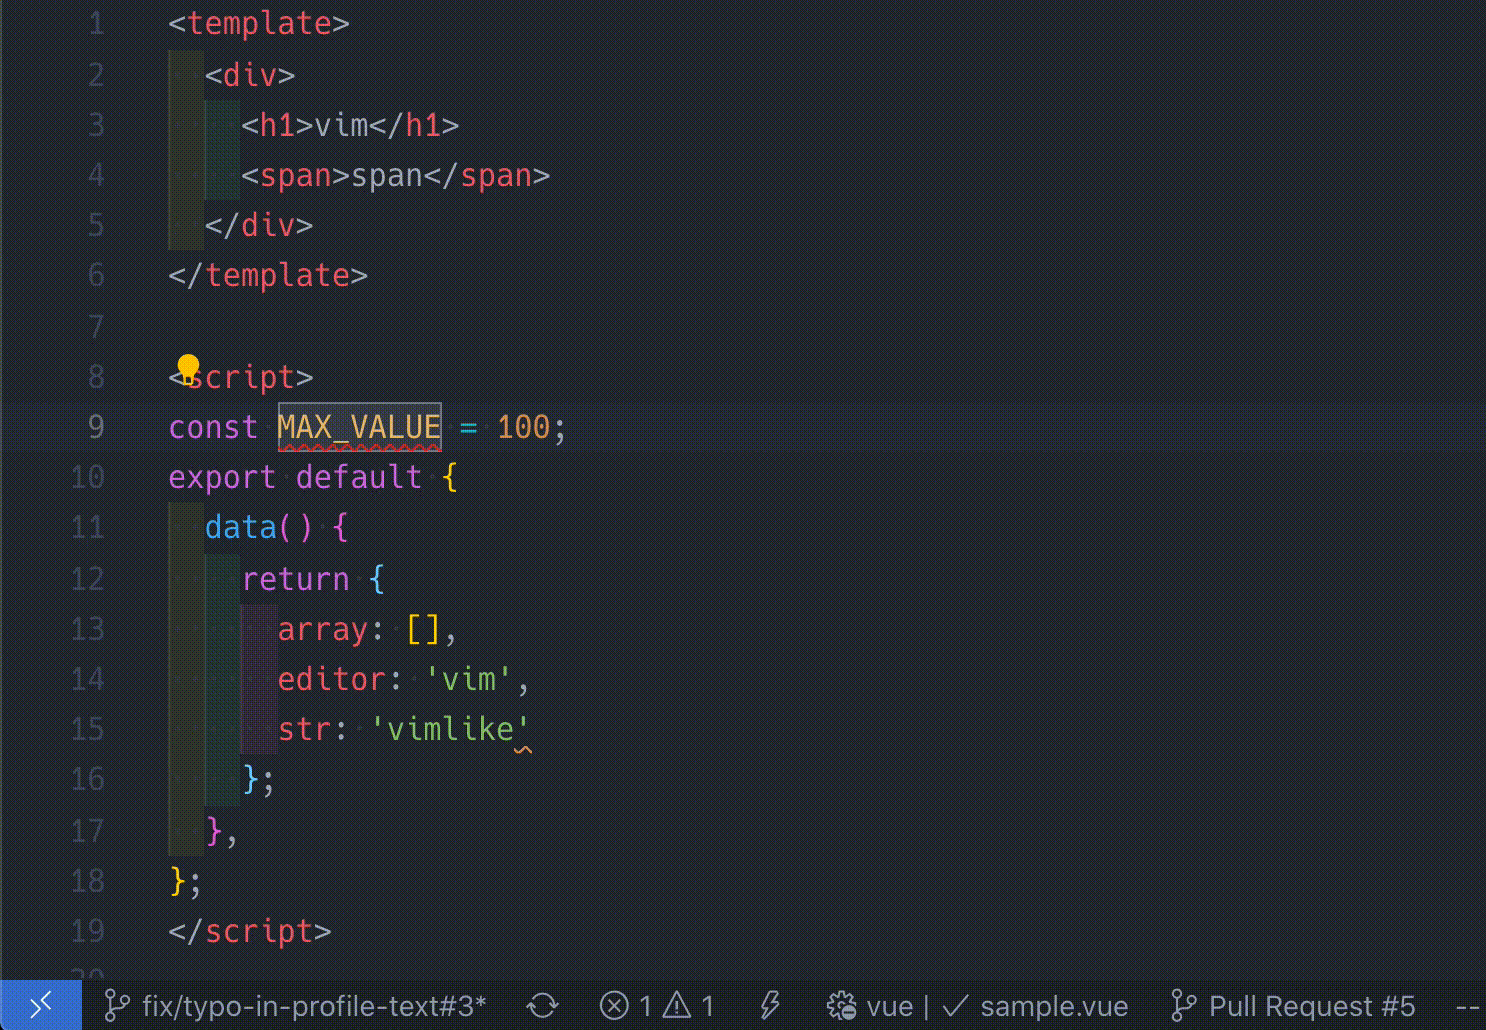 1 <template>
2 <div>
3 <h1>vim</h1>
4 <span>span</span>
5 </div>
6 </template>
7
8 <script>
9 const MAX_VALUE = 100;
10 export default {
11 data() {
12 return {
13 array: [],
14 editor: 'vim',
15 str: 'vimlike'
16 };
17 },
18 };
19 </script>
20
fix/typo-in-profile-text#3* 1 1 vue | sample.vue Pull Request #5 --